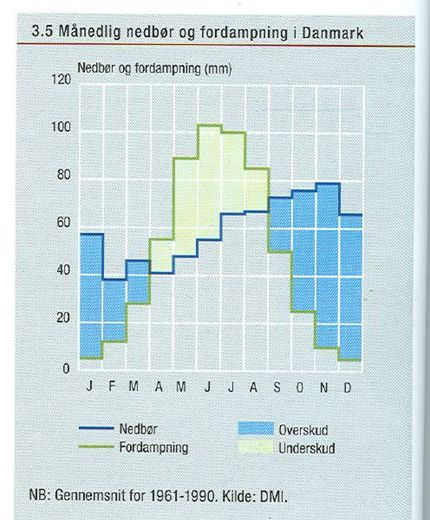 3.5 Månedlig nedbør og fordampning i Danmark
Nedbør og fordampning (mm)
120
100
80
60
40
20
0
J F M A M J J A S O N D
Nedbør
Fordampning
Overskud
Underskud
NB: Gennemsnit for 1961-1990. Kilde: DMI.